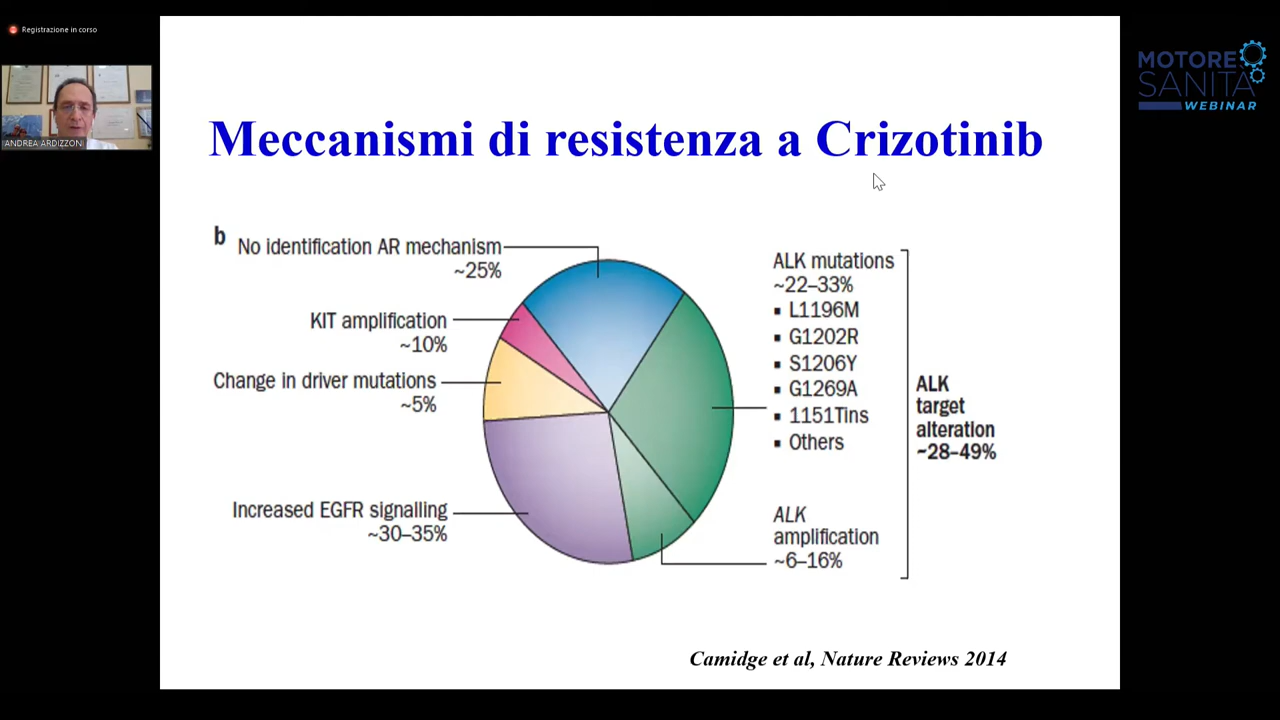 Registrazione in corso
ANDREA ARDIZZONI
MOTORE
SANITA
WEBINAR
Meccanismi di resistenza a Crizotinib
b
No identification AR mechanism
~25%
KIT amplification
~10%
Change in driver mutations
~5%
Increased EGFR signalling
~30–35%
ALK mutations
~22–33%
▪ L1196M
▪ G1202R
▪ S1206Y
▪ G1269A
▪ 1151Tins
▪ Others
ALK
amplification
~6–16%
ALK
target
alteration
~28–49%
Camidge et al, Nature Reviews 2014